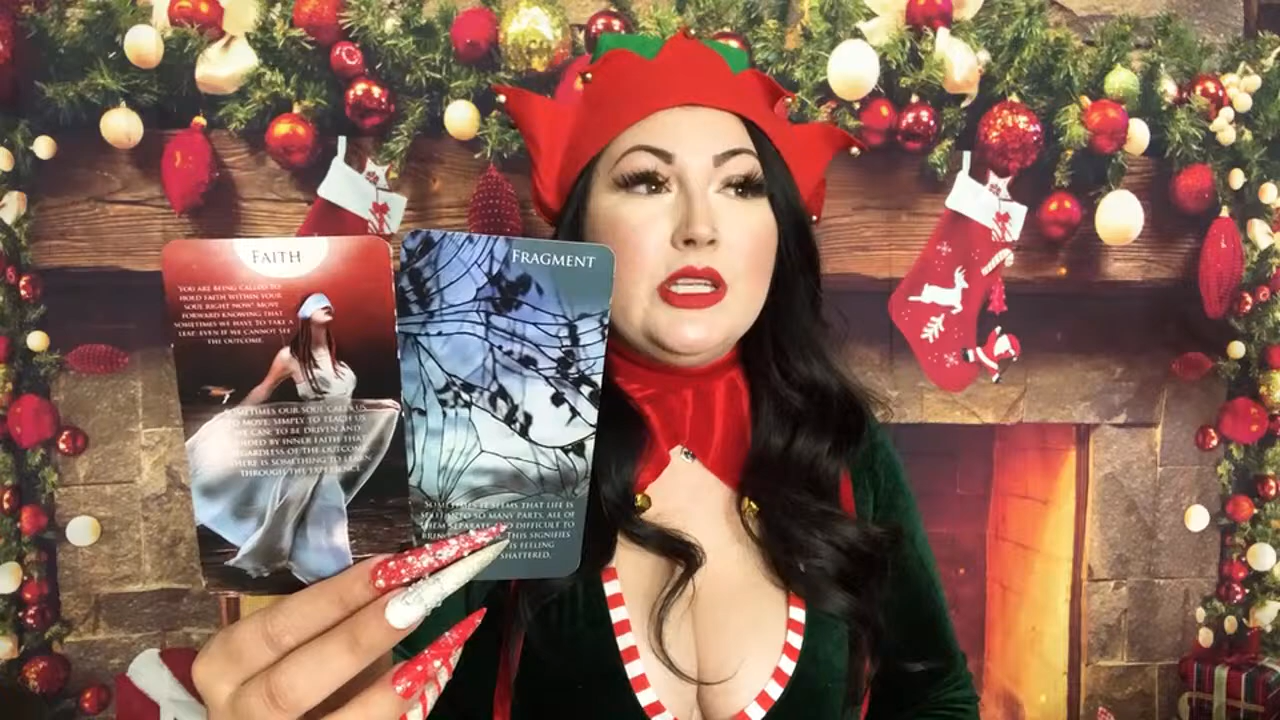 FAITH
"YOU ARE BEING CALLED TO
HOLD FAITH WITHIN YOUR
SOUL RIGHT NOW" MOVE
FORWARD KNOWING THAT
SOMETIMES WE HAVE TO TAKE A
LEAP, EVEN IF WE CANNOT SEE
THE OUTCOME.
SOMETIMES OUR SOUL CALLS US
TO MOVE, SIMPLY TO TEACH US
WE CAN; TO BE DRIVEN AND
GUIDED BY INNER FAITH THAT
REGARDLESS OF THE OUTCOME
THERE IS SOMETHING TO LEARN
THROUGH THE EXPERIENCE.
FRAGMENT
SOMETIMES IT SEEMS THAT LIFE IS
SPLIT INTO SO MANY PARTS, ALL OF
THEM SEPARATE DIFFICULT TO
THIS SIGNIFIES
IS FEELING
SHATTERED.